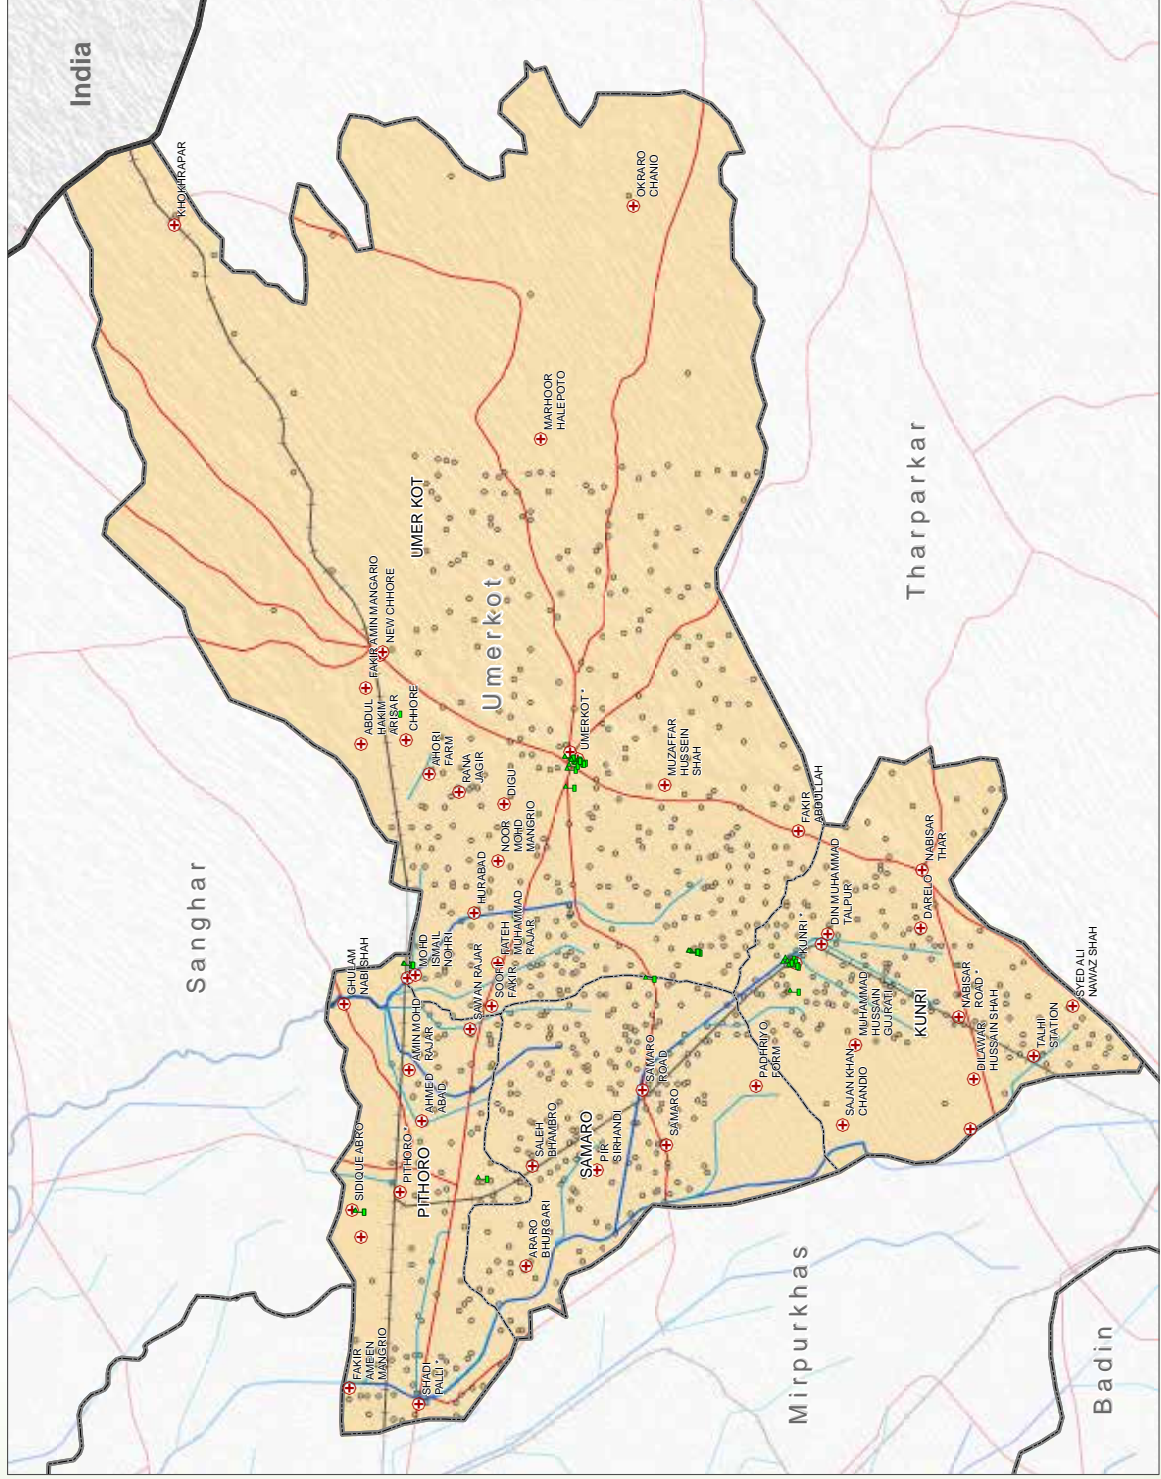 India
KHOKHRAPAR
OKRARO
CHANIO
MARHOOR
HALEPOTO
UMER KOT
FAKIR AMIN MANGARIO
NEW CHHORE
Umerkot
Tharparkar
ABDUL
HAKIM
ARISAR
CHHORE
AHORI
FARM
RANA
JAGIR
DIGU
UMERKOT *
MUZAFFAR
HUSSEIN
SHAH
NOOR
MOHD
MANGRIO
FAKIR
ABDULLAH
HURABAD
NABISAR
THAR
DARELO
DIN MUHAMMAD
TALPUR
KUNRI *
Sanghar
GHULAM
NABI SHAH
MOHD
ISMAIL
NOHRI
FATEH
MUHAMMAD
RAJAR
SOOFI
FAKIR
SAWAN RAJAR
AMIN MOHD
RAJAR
AHMED
ABAD
MUHAMMAD
HUSSAIN
GUJRATI
KUNRI
NABISAR
ROAD
SYED ALI
NAVAZ SHAH
DILAWAR
HUSSAIN SHAH
TALHI
STATION
PADHRIYO
FORM
SAJAN KHAN
CHANDIO
SAMARO
ROAD
SAMARO
SALEH
BHAMBRO
SAMARO
PIR
SIRHANDI
SIDIQUE ABRO
PITHORO *
PITHORO
ARARO
BHURGARI
FAKIR
AMEEN
MANGRIO
SHADI
PALLI *
Mirpurkhas
Badin